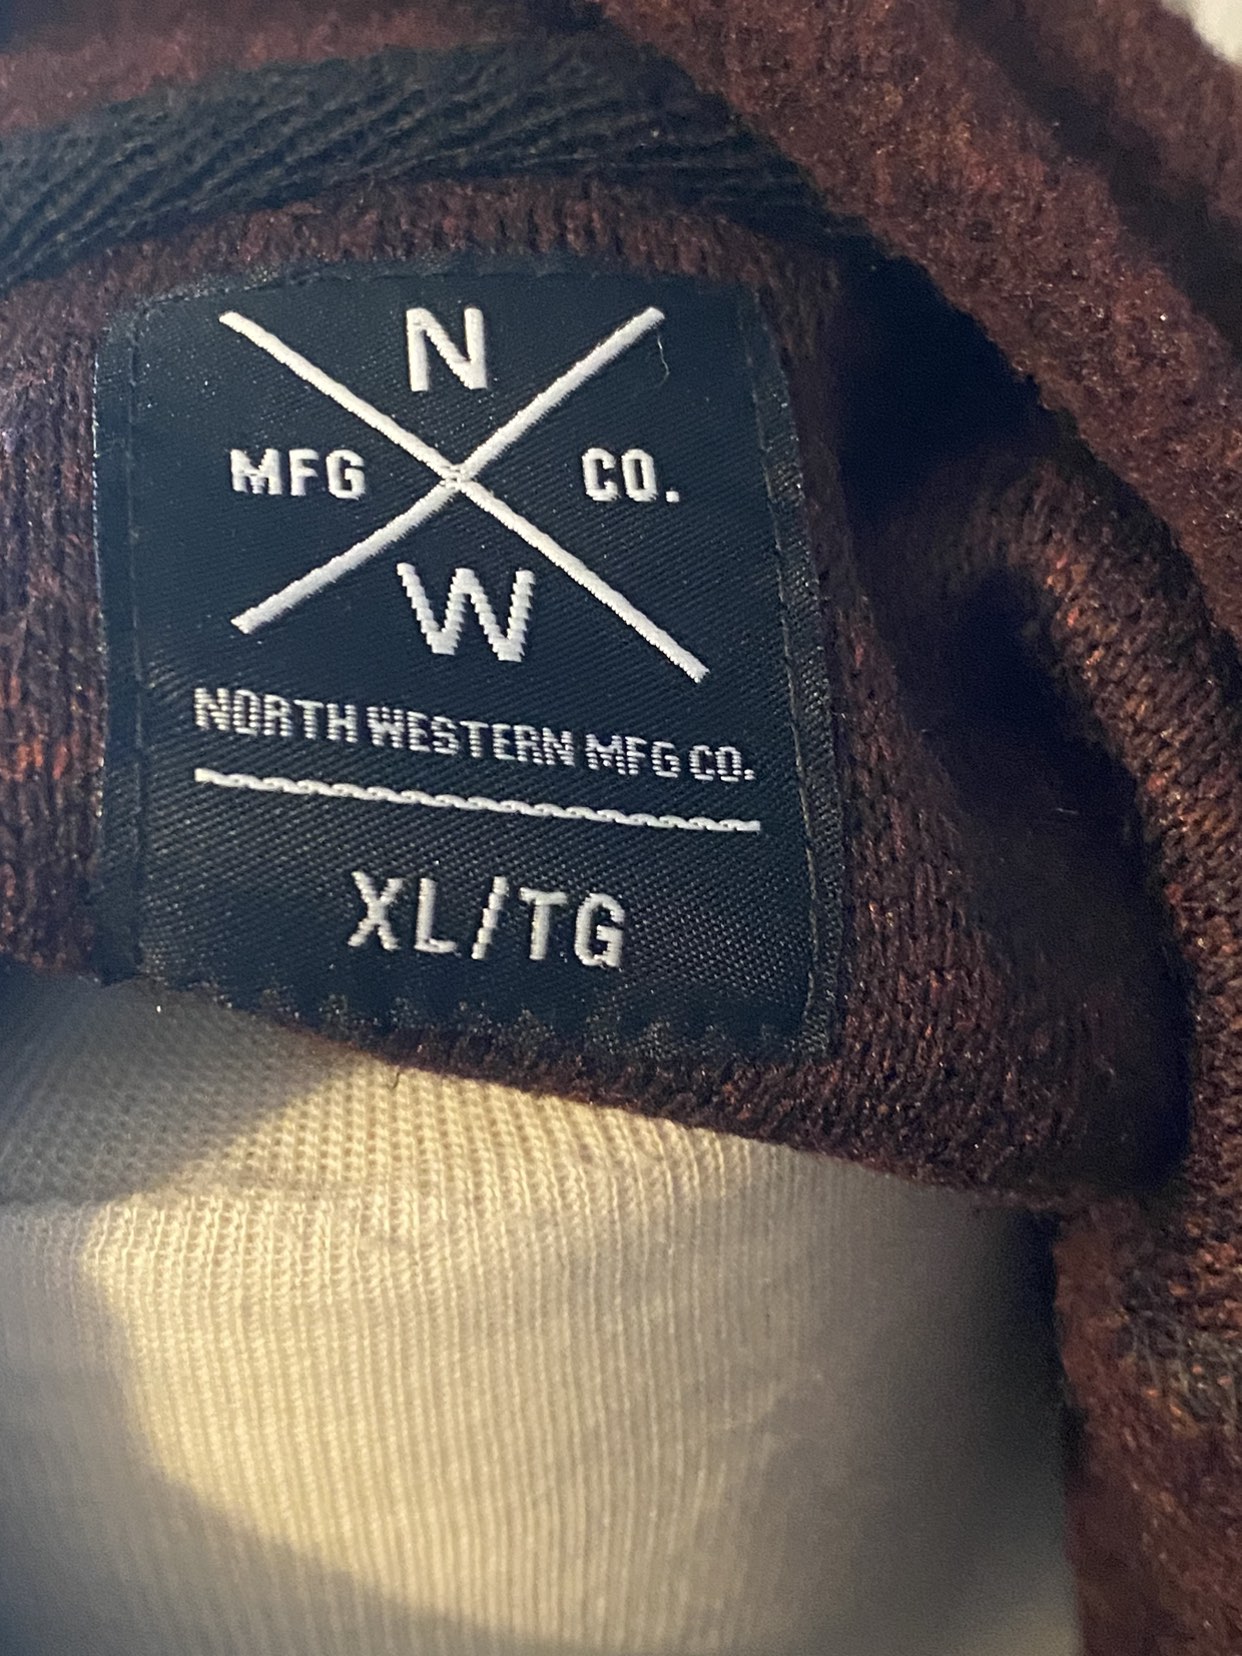 N
MFG CO.
W
NORTH WESTERN MFG CO.
XL/TG